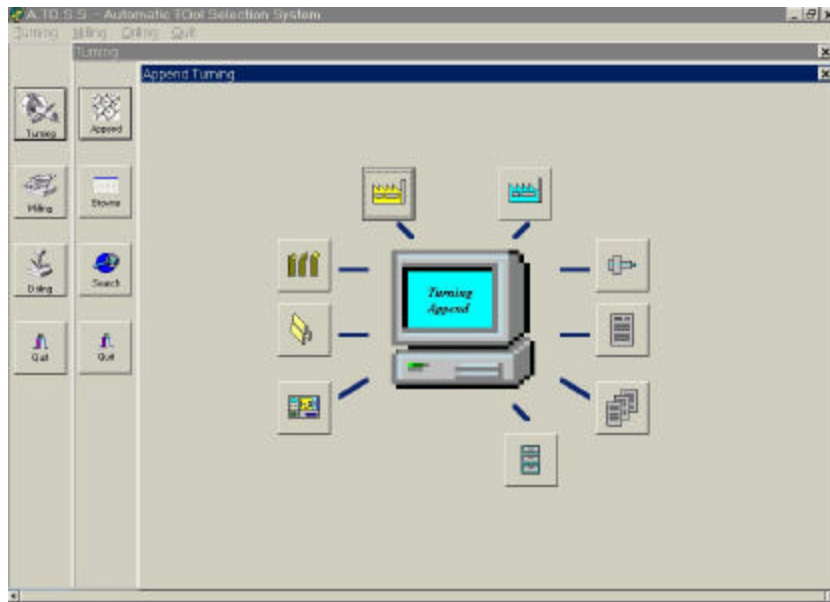 A.T.O.S.S - Automatic TOol Selection System
Turning Milling Drilling Quit
Turning
Append Turning
Turning
Append
Milling
Browse
Drilling
Search
Quit
Quit
Turning
Append